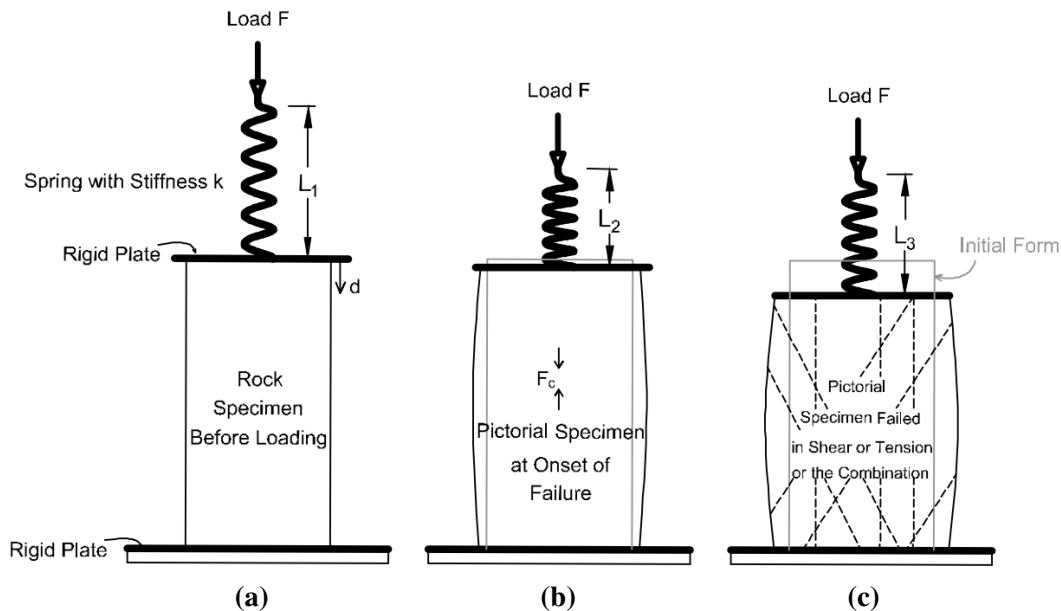 Load F
Spring with Stiffness k
L1
Rigid Plate
d
Rock
Specimen
Before Loading
Rigid Plate
(a)
Load F
L2
Fc
Pictorial Specimen
at Onset of
Failure
(b)
Load F
L3
Initial Form
Pictorial
Specimen Failed
in Shear or Tension
or the Combination
(c)